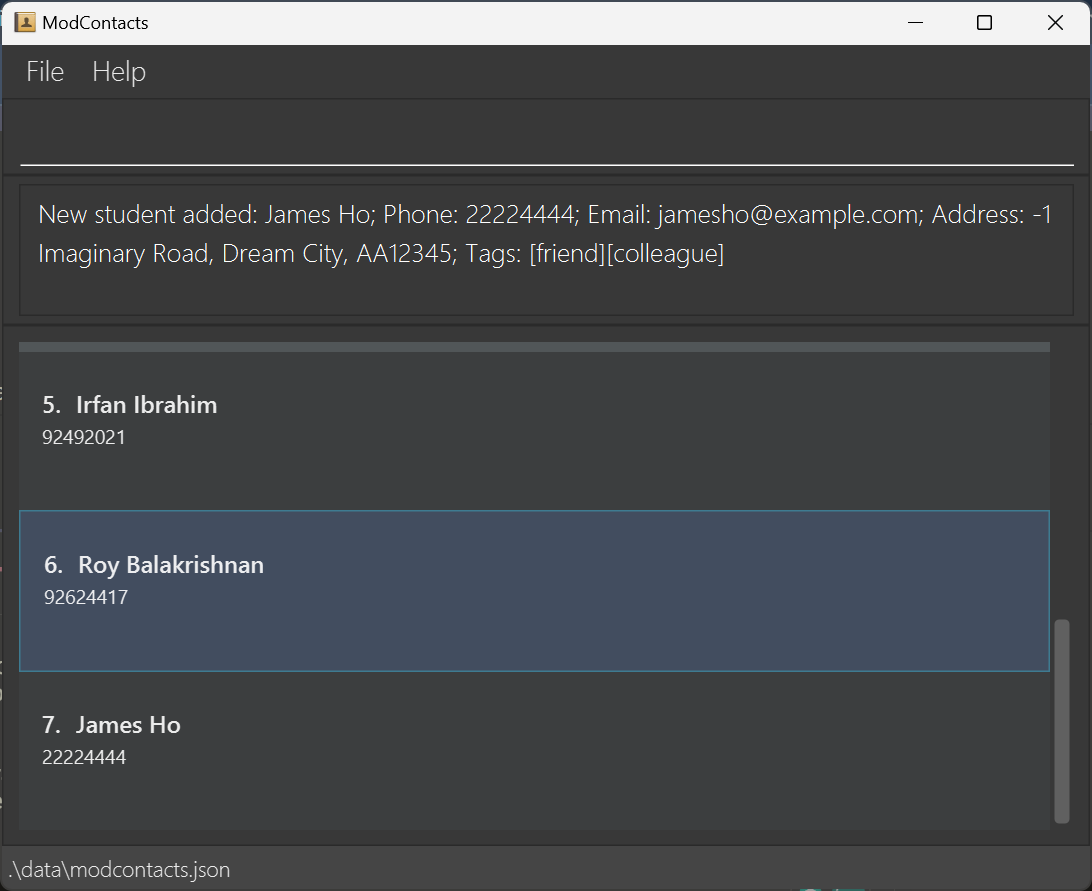 ModContacts
File Help
New student added: James Ho; Phone: 22224444; Email: jamesho@example.com; Address: -1
Imaginary Road, Dream City, AA12345; Tags: [friend][colleague]
5. Irfan Ibrahim
92492021
6. Roy Balakrishnan
92624417
7. James Ho
22224444
.\data\modcontacts.json